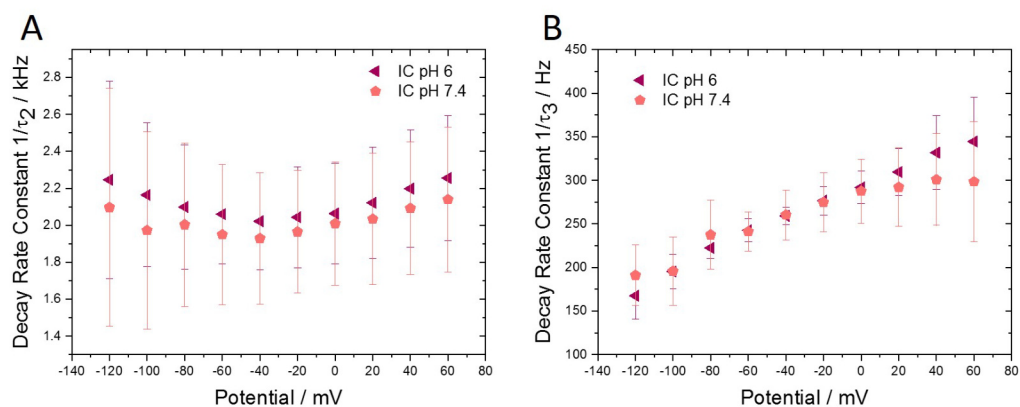 A
B
Decay Rate Constant 1/τ2 / kHz
2.8
2.6
2.4
2.2
2.0
1.8
1.6
1.4
IC pH 6
IC pH 7.4
-140 -120 -100 -80 -60 -40 -20 0 20 40 60 80
Potential / mV
Decay Rate Constant 1/τ3 / Hz
450
400
350
300
250
200
150
100
IC pH 6
IC pH 7.4
-140 -120 -100 -80 -60 -40 -20 0 20 40 60 80
Potential / mV